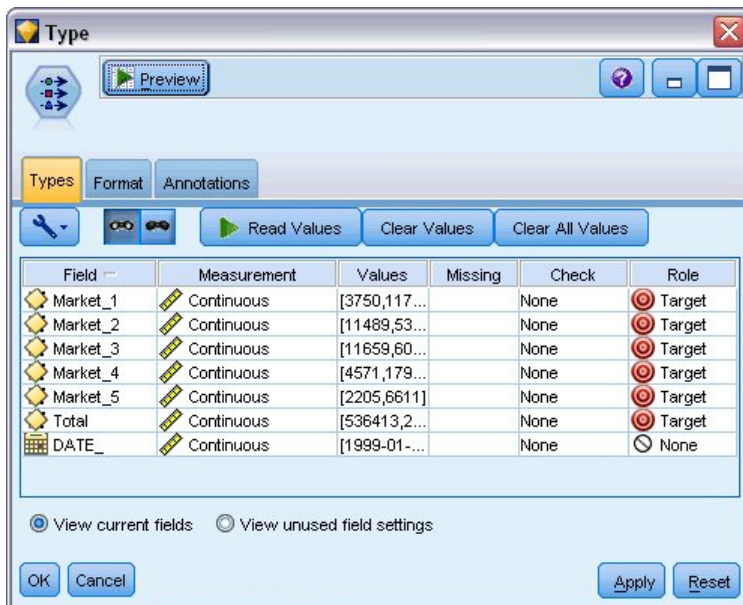 Type
Preview
Types Format Annotations
Read Values Clear Values Clear All Values
Field Measurement Values Missing Check Role
Market_1 Continuous [3750,117... None Target
Market_2 Continuous [11489,53... None Target
Market_3 Continuous [11659,60... None Target
Market_4 Continuous [4571,179... None Target
Market_5 Continuous [2205,6611] None Target
Total Continuous [536413,2... None Target
DATE_ Continuous [1999-01-... None None
View current fields View unused field settings
OK Cancel Apply Reset